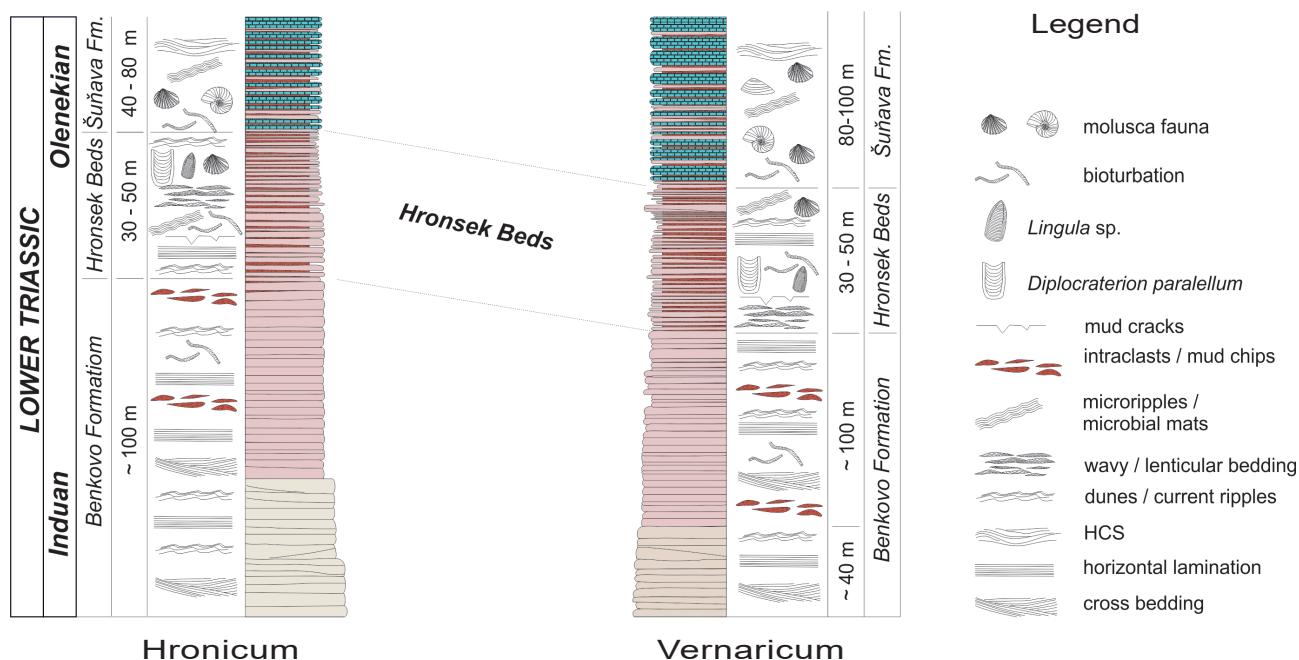 LOWER TRIASSIC
Olenekian
Induan
Šuňava Fm.
Hronsek Beds
Benkovo Formatiom
40 - 80 m
30 - 50 m
~ 100 m
Hronicum
Hronsek Beds
80-100 m
30 - 50 m
~ 100 m
~ 40 m
Šuňava Fm.
Hronsek Beds
Benkovo Formation
Vernaricum
Legend
molusca fauna
bioturbation
Lingula sp.
Diplocraterion paralellum
mud cracks
intraclasts / mud chips
microripples /
microbial mats
wavy / lenticular bedding
dunes / current ripples
HCS
horizontal lamination
cross bedding